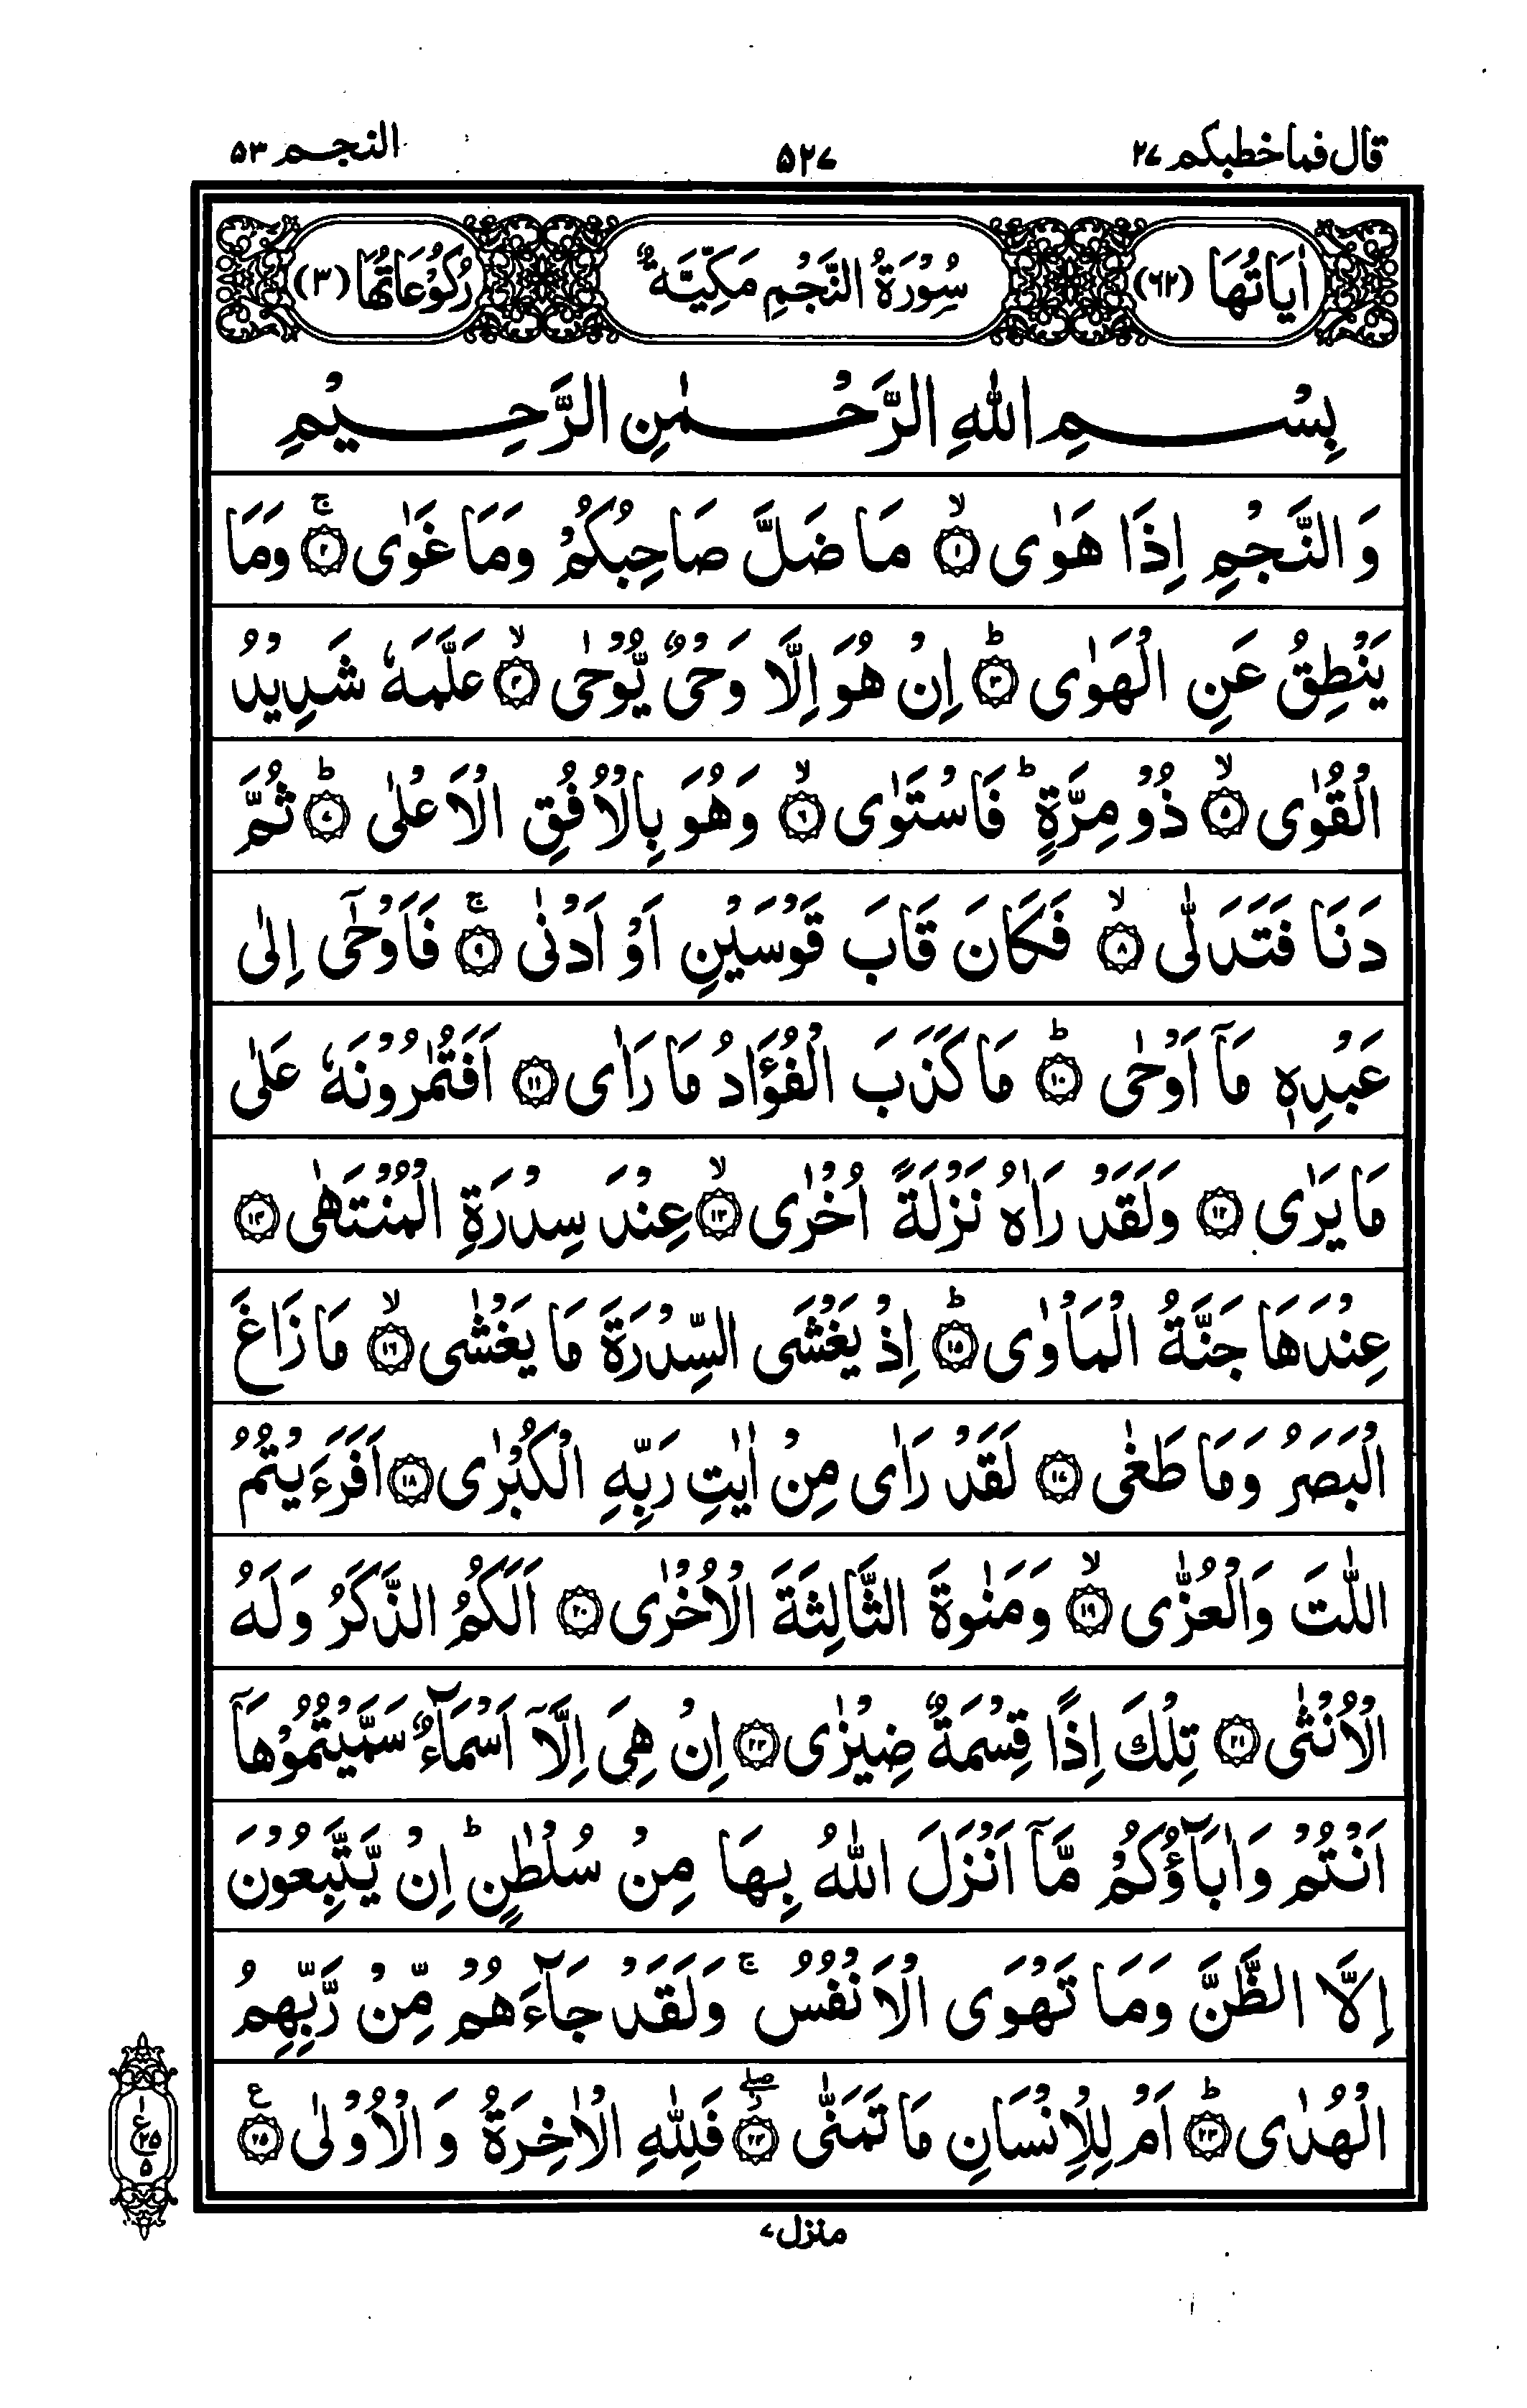 قال فماخطبكم ۲۷ ۵۲۷ النجم ۵۳
اٰيَاتُهَا (۶۲) سُوْرَةُ النَّجْمِ مَكِّيَّةٌ رُكُوْعَاتُهَا (۳)
بِسْمِ اللّٰهِ الرَّحْمٰنِ الرَّحِيْمِ
وَالنَّجْمِ اِذَا هَوٰى ۙ﴿۱﴾ مَا ضَلَّ صَاحِبُكُمْ وَمَا غَوٰى ۚ﴿۲﴾ وَمَا
يَنْطِقُ عَنِ الْهَوٰى ؕ﴿۳﴾ اِنْ هُوَ اِلَّا وَحْىٌ يُّوْحٰى ۙ﴿۴﴾ عَلَّمَهٗ شَدِيْدُ
الْقُوٰى ۙ﴿۵﴾ ذُوْ مِرَّةٍ ؕ فَاسْتَوٰى ۙ﴿۶﴾ وَهُوَ بِالْاُفُقِ الْاَعْلٰى ؕ﴿۷﴾ ثُمَّ
دَنَا فَتَدَلّٰى ۙ﴿۸﴾ فَكَانَ قَابَ قَوْسَيْنِ اَوْ اَدْنٰى ۚ﴿۹﴾ فَاَوْحٰۤى اِلٰى
عَبْدِهٖ مَاۤ اَوْحٰى ؕ﴿۱۰﴾ مَا كَذَبَ الْفُؤَادُ مَا رَاٰى ﴿۱۱﴾ اَفَتُمٰرُوْنَهٗ عَلٰى
مَا يَرٰى ﴿۱۲﴾ وَلَقَدْ رَاٰهُ نَزْلَةً اُخْرٰى ۙ﴿۱۳﴾ عِنْدَ سِدْرَةِ الْمُنْتَهٰى ﴿۱۴﴾
عِنْدَهَا جَنَّةُ الْمَاْوٰى ؕ﴿۱۵﴾ اِذْ يَغْشَى السِّدْرَةَ مَا يَغْشٰى ۙ﴿۱۶﴾ مَا زَاغَ
الْبَصَرُ وَمَا طَغٰى ﴿۱۷﴾ لَقَدْ رَاٰى مِنْ اٰيٰتِ رَبِّهِ الْكُبْرٰى ﴿۱۸﴾ اَفَرَءَيْتُمُ
اللّٰتَ وَالْعُزّٰى ۙ﴿۱۹﴾ وَمَنٰوةَ الثَّالِثَةَ الْاُخْرٰى ﴿۲۰﴾ اَلَكُمُ الذَّكَرُ وَلَهُ
الْاُنْثٰى ﴿۲۱﴾ تِلْكَ اِذًا قِسْمَةٌ ضِيْزٰى ﴿۲۲﴾ اِنْ هِىَ اِلَّاۤ اَسْمَآءٌ سَمَّيْتُمُوْهَاۤ
اَنْتُمْ وَاٰبَآؤُكُمْ مَّاۤ اَنْزَلَ اللّٰهُ بِهَا مِنْ سُلْطٰنٍ ؕ اِنْ يَّتَّبِعُوْنَ
اِلَّا الظَّنَّ وَمَا تَهْوَى الْاَنْفُسُ ۚ وَلَقَدْ جَآءَهُمْ مِّنْ رَّبِّهِمُ
الْهُدٰى ؕ﴿۲۳﴾ اَمْ لِلْاِنْسَانِ مَا تَمَنّٰى ۖ﴿۲۴﴾ فَلِلّٰهِ الْاٰخِرَةُ وَالْاُوْلٰى ﴿۲۵﴾ ع
۱ ع ۲۵ ۵
منزل ۷